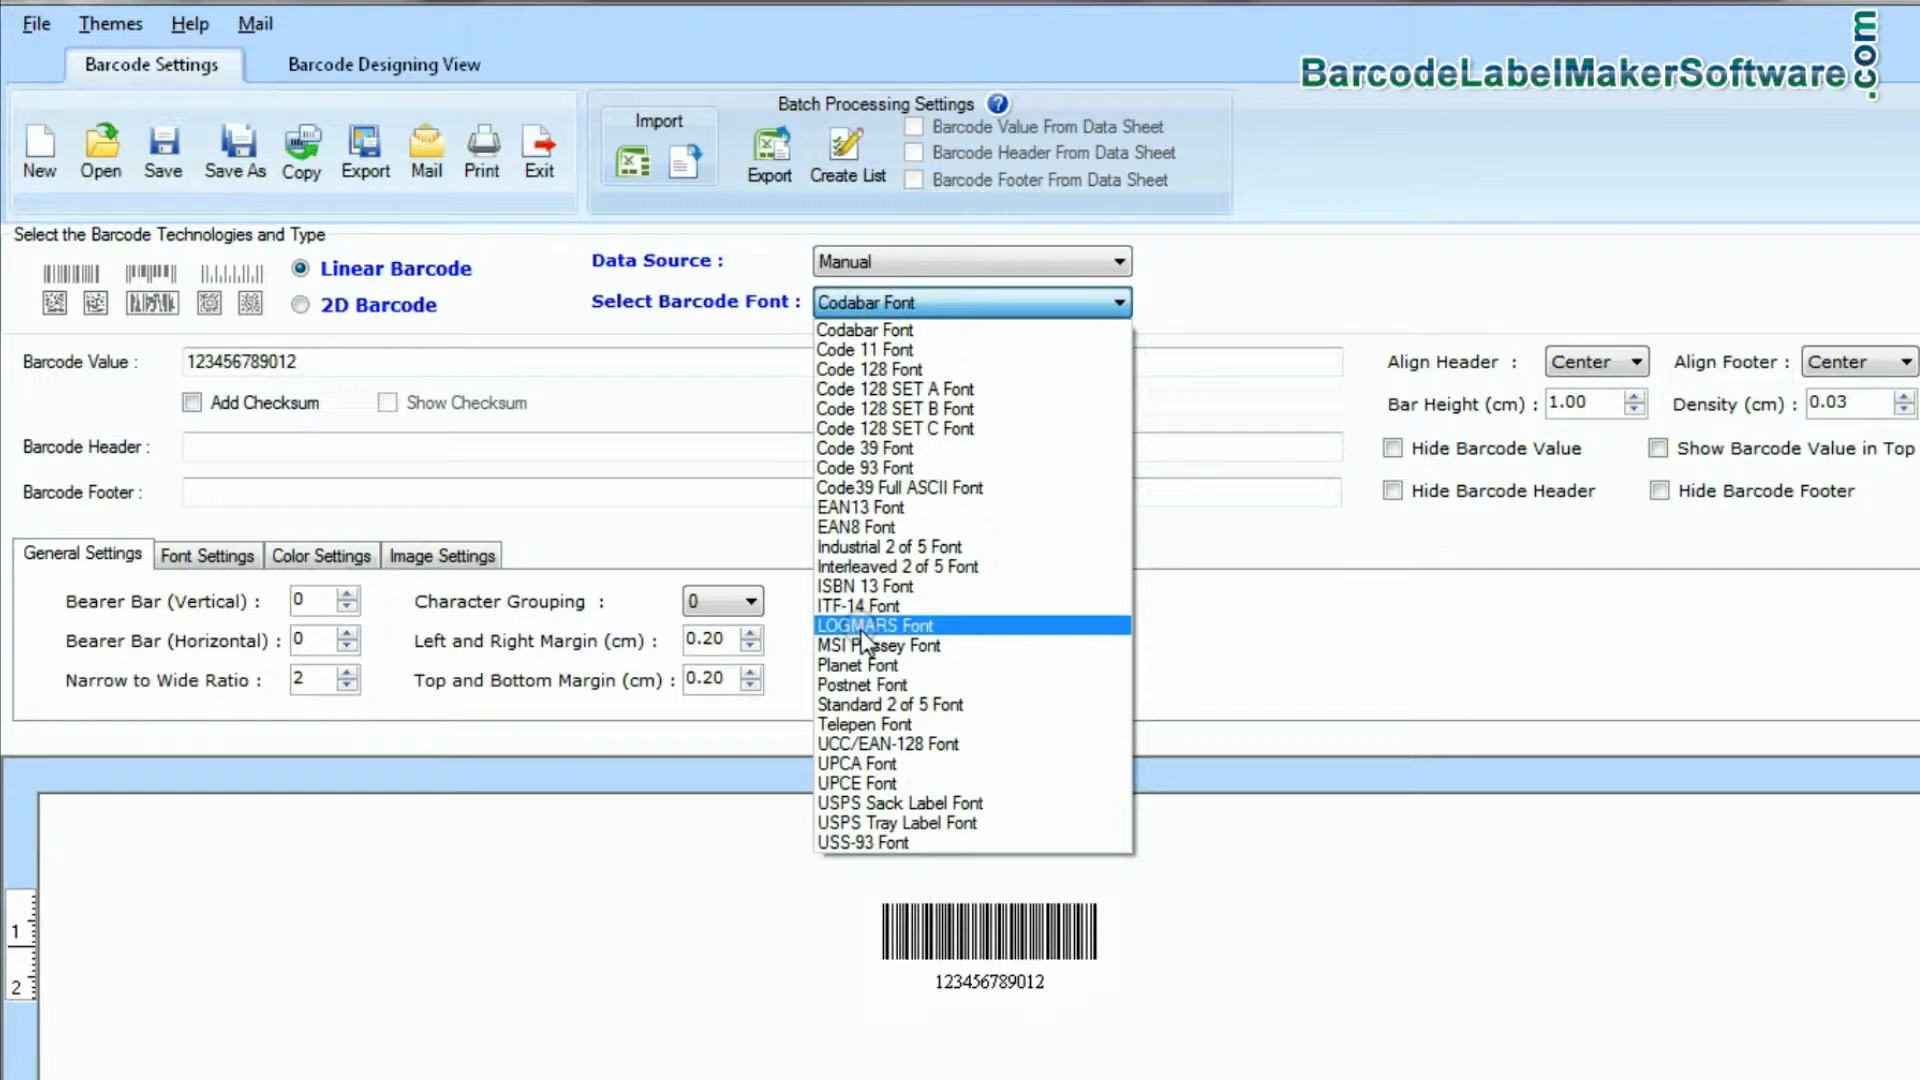 File Themes Help Mail
BarcodeLabelMakerSoftware.com
Barcode Settings Barcode Designing View
Batch Processing Settings ?
Import
New Open Save Save As Copy Export Mail Print Exit
Export Create List
Barcode Value From Data Sheet
Barcode Header From Data Sheet
Barcode Footer From Data Sheet
Select the Barcode Technologies and Type
Linear Barcode
2D Barcode
Data Source : Manual
Select Barcode Font : Codabar Font
Codabar Font
Code 11 Font
Code 128 Font
Code 128 SET A Font
Code 128 SET B Font
Code 128 SET C Font
Code 39 Font
Code 93 Font
Code39 Full ASCII Font
EAN13 Font
EAN8 Font
Industrial 2 of 5 Font
Interleaved 2 of 5 Font
ISBN 13 Font
ITF-14 Font
LOGMARS Font
MSI Plessey Font
Planet Font
Postnet Font
Standard 2 of 5 Font
Telepen Font
UCC/EAN-128 Font
UPCA Font
UPCE Font
USPS Sack Label Font
USPS Tray Label Font
USS-93 Font
Barcode Value : 123456789012
Add Checksum Show Checksum
Barcode Header :
Barcode Footer :
Align Header : Center Align Footer : Center
Bar Height (cm) : 1.00 Density (cm) : 0.03
Hide Barcode Value Show Barcode Value in Top
Hide Barcode Header Hide Barcode Footer
General Settings Font Settings Color Settings Image Settings
Bearer Bar (Vertical) : 0 Character Grouping : 0
Bearer Bar (Horizontal) : 0 Left and Right Margin (cm) : 0.20
Narrow to Wide Ratio : 2 Top and Bottom Margin (cm) : 0.20
1
2
123456789012